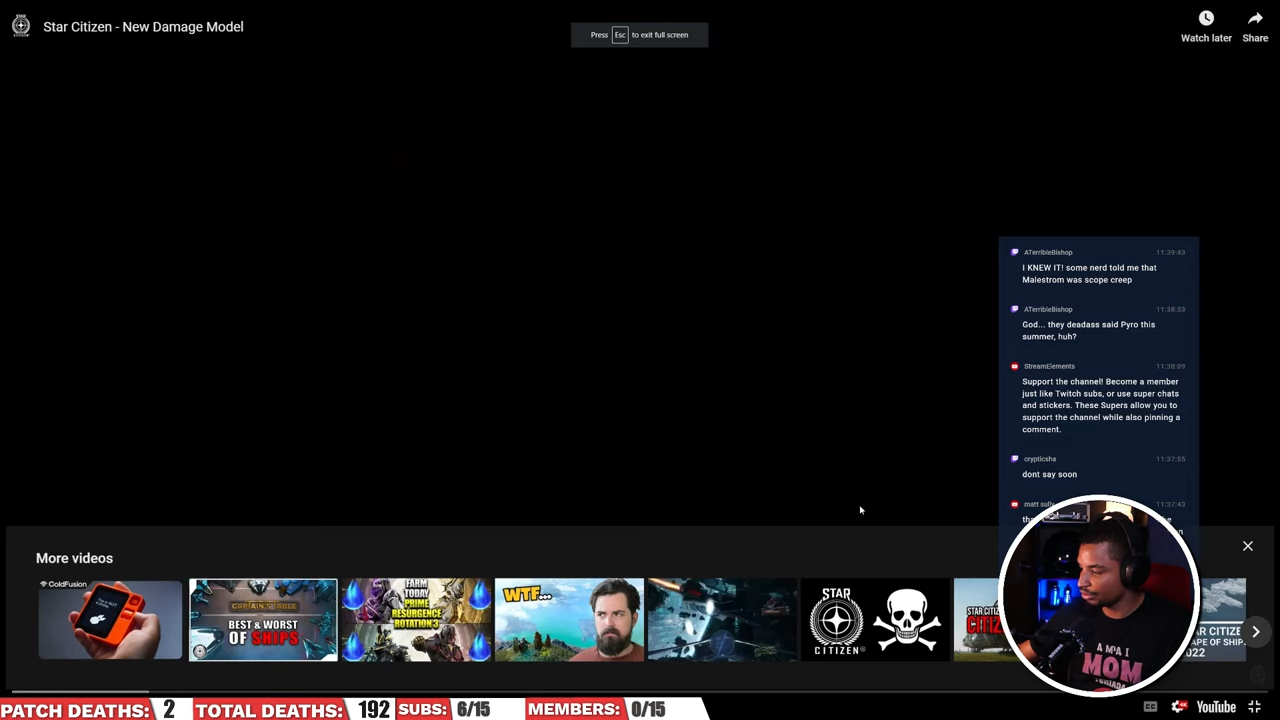 Star Citizen - New Damage Model
Press Esc to exit full screen
Watch later
Share
ATerribleBishop 11:39:43
I KNEW IT! some nerd told me that
Malestrom was scope creep
ATerribleBishop 11:38:53
God... they deadass said Pyro this
summer, huh?
StreamElements 11:38:09
Support the channel! Become a member
just like Twitch subs, or use super chats
and stickers. These Supers allow you to
support the channel while also pinning a
comment.
crypticsha 11:37:55
dont say soon
matt sully 11:37:43
More videos
ColdFusion
CAPTAIN'S TABLE
BEST & WORST
OF SHIPS
FARM
TODAY
PRIME
RESURGENCE
ROTATION 3
WTF...
STAR
CITIZEN
STAR CITIZEN
2022
A MPA I
MOM
PATCH DEATHS: 2
TOTAL DEATHS: 192
SUBS: 6/15
MEMBERS: 0/15
CC
YouTube